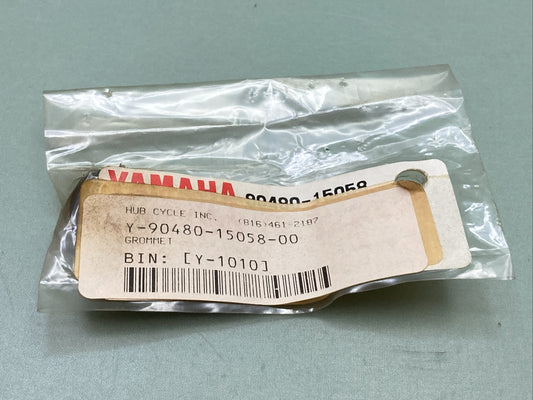 YAMAHA 90480-15058
HUB CYCLE INC. (816)461-2187
Y-90480-15058-00
GROMMET
BIN: [Y-1010]